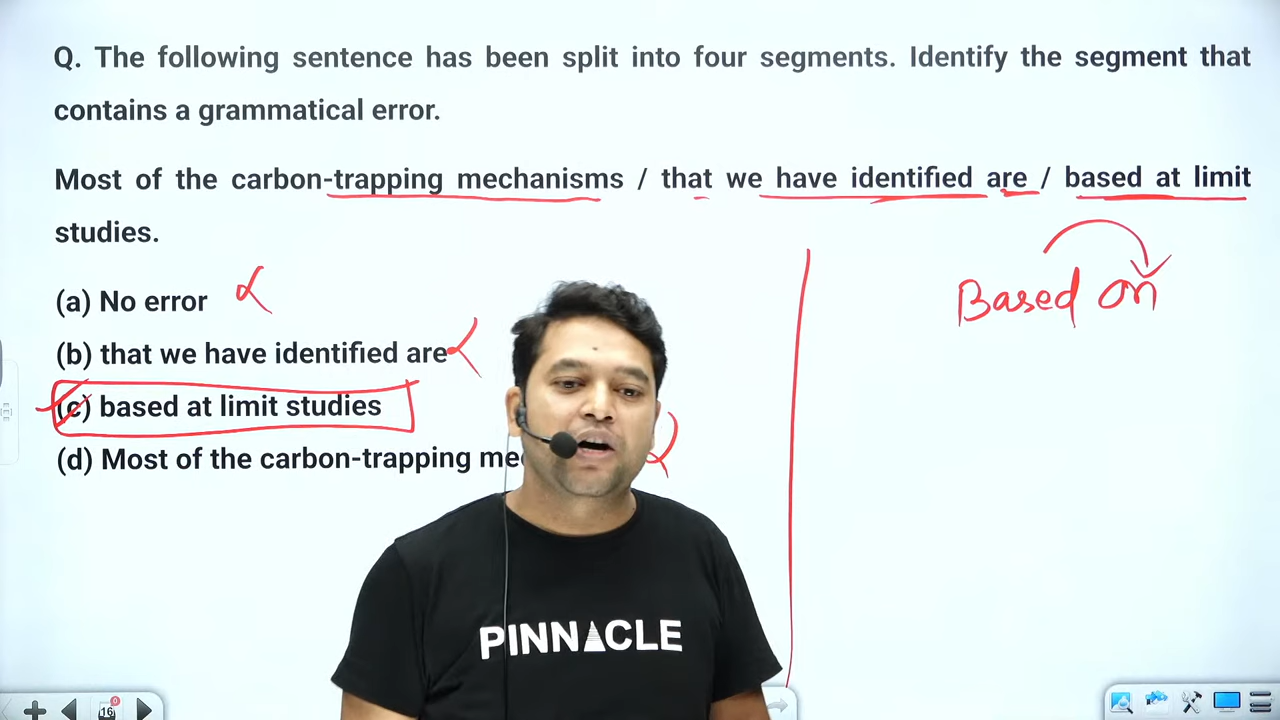 Q. The following sentence has been split into four segments. Identify the segment that
contains a grammatical error.
Most of the carbon-trapping mechanisms / that we have identified are / based at limit
studies.
Based on
(a) No error
(b) that we have identified are
(c) based at limit studies
(d) Most of the carbon-trapping
PINNACLE
16
0